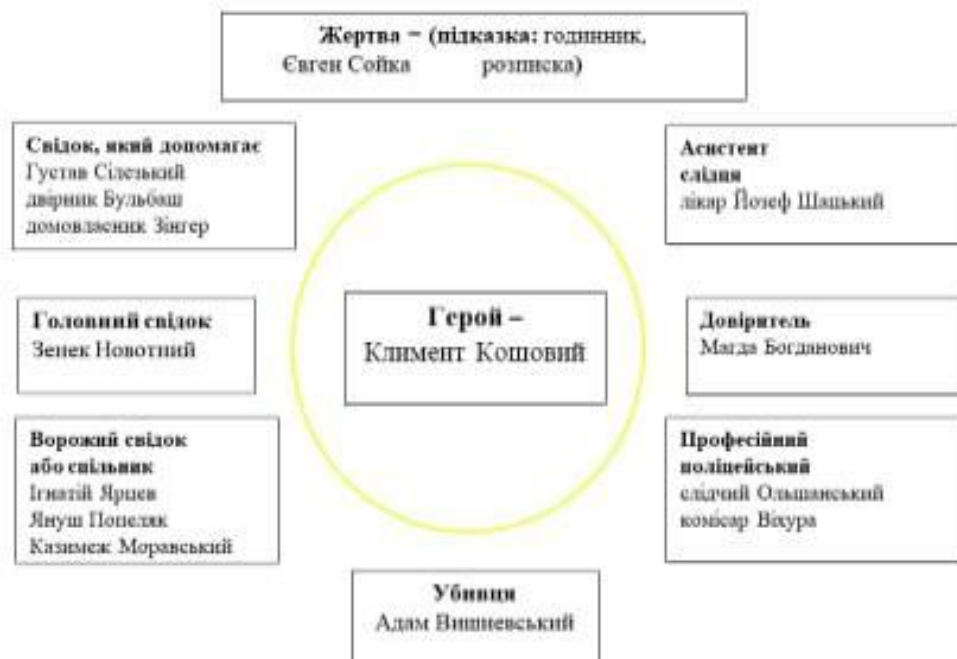 Жертва – (підказка: годинник,
Євген Сойка розписка)
Свідок, який допомагає
Густав Сілезький
двірник Бульбаш
домовласник Зінгер
Асистент
слідця
лікар Йозеф Шацький
Головний свідок
Зенек Новотний
Герой –
Климент Кошовий
Довіритель
Магда Богданович
Ворожий свідок
або спільник
Ігнатій Ярцев
Януш Попеляк
Казимеж Моравський
Професійний
поліцейський
слідчий Ольшанський
комісар Віхура
Убивця
Адам Вишневський